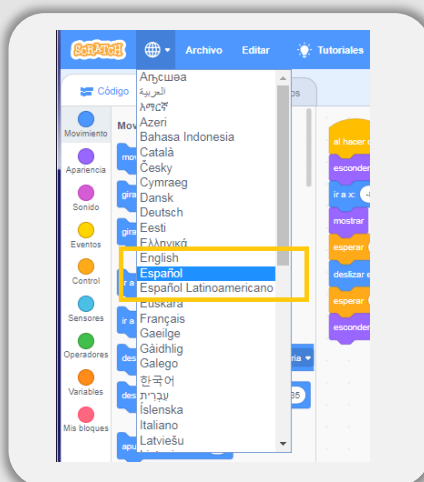 SCRATCH
Archivo Editar Tutoriales
Código
Movimiento
Apariencia
Sonido
Eventos
Control
Sensores
Operadores
Variables
Mis bloques
Аҧсшәа
العربية
አማርኛ
Azeri
Bahasa Indonesia
Català
Česky
Cymraeg
Dansk
Deutsch
Eesti
Ελληνικά
English
Español
Español Latinoamericano
Euskara
Français
Gaeilge
Gàidhlig
Galego
한국어
עִבְרִית
Íslenska
Italiano
Latviešu
al hacer
esconder
ir a x:
mostrar
esperar
deslizar
esperar
esconder